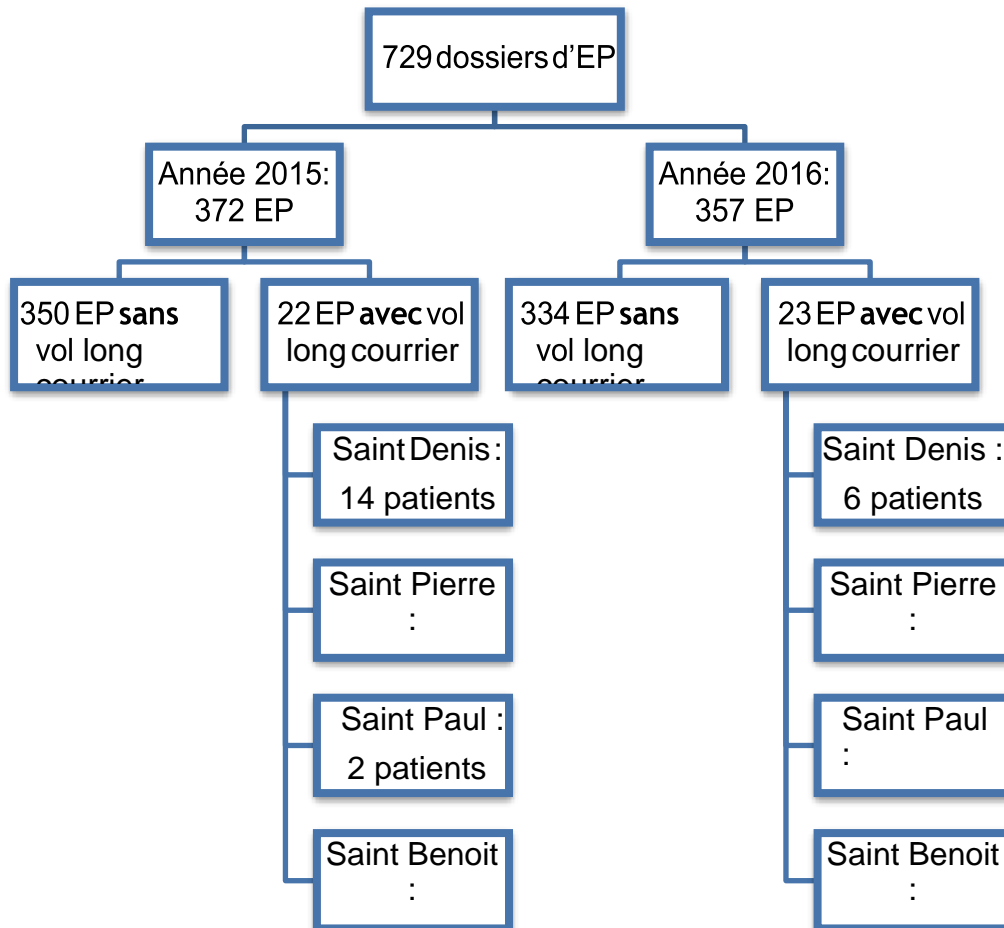 729 dossiers d'EP
Année 2015:
372 EP
Année 2016:
357 EP
350 EP sans
vol long
courrier
22 EP avec vol
long courrier
334 EP sans
vol long
courrier
23 EP avec vol
long courrier
Saint Denis :
14 patients
Saint Pierre
:
Saint Paul :
2 patients
Saint Benoit
:
Saint Denis :
6 patients
Saint Pierre
:
Saint Paul
:
Saint Benoit
: